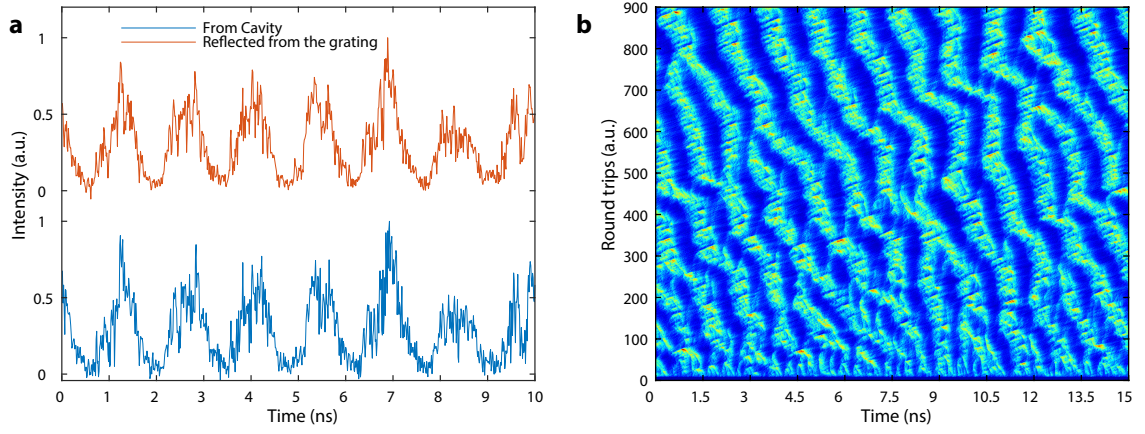 a
From Cavity
Reflected from the grating
1
0.5
0
1
0.5
0
Intensity (a.u.)
0 1 2 3 4 5 6 7 8 9 10
Time (ns)
b
900
800
700
600
500
400
300
200
100
0
Round trips (a.u.)
0 1.5 3 4.5 6 7.5 9 10.5 12 13.5 15
Time (ns)